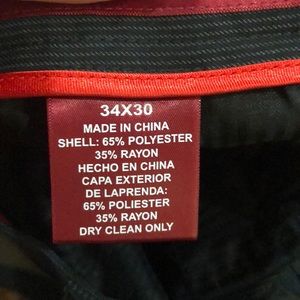 34X30
MADE IN CHINA
SHELL: 65% POLYESTER
35% RAYON
HECHO EN CHINA
CAPA EXTERIOR
DE LAPRENDA:
65% POLIESTER
35% RAYON
DRY CLEAN ONLY